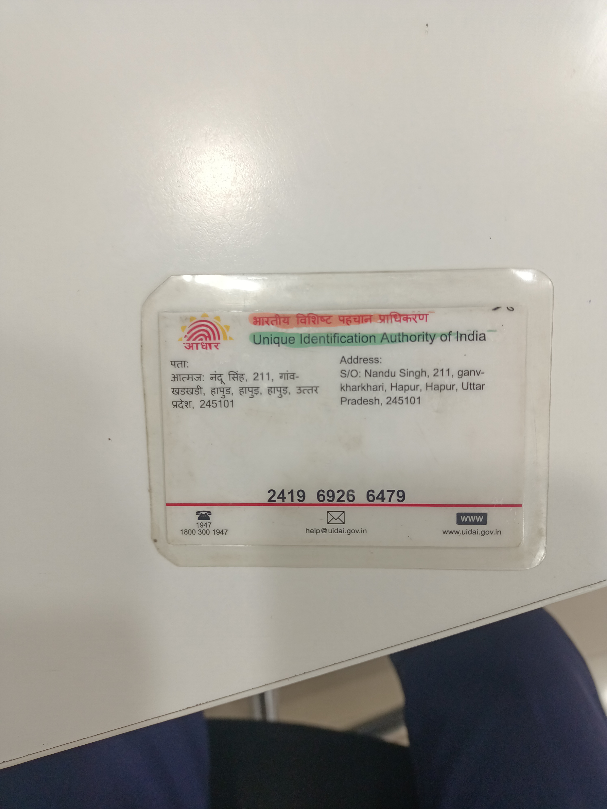 आधार
भारतीय विशिष्ट पहचान प्राधिकरण
Unique Identification Authority of India
पता:
आत्मज: नंदू सिंह, 211, गांव-
खडखडी, हापुड़, हापुड़, हापुड़, उत्तर
प्रदेश, 245101
Address:
S/O: Nandu Singh, 211, ganv-
kharkhari, Hapur, Hapur, Uttar
Pradesh, 245101
2419 6926 6479
1947
1800 300 1947
help@uidai.gov.in
WWW
www.uidai.gov.in